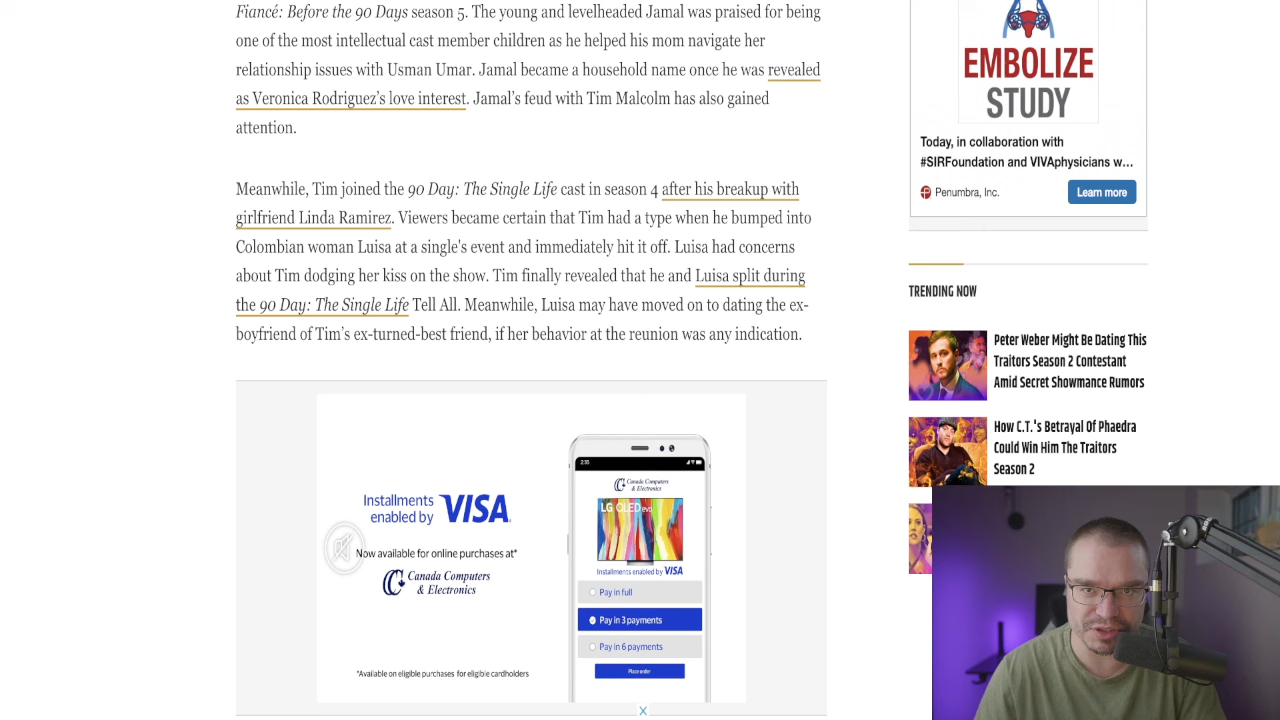 Fiancé: Before the 90 Days season 5. The young and levelheaded Jamal was praised for being
one of the most intellectual cast member children as he helped his mom navigate her
relationship issues with Usman Umar. Jamal became a household name once he was revealed
as Veronica Rodriguez’s love interest. Jamal’s feud with Tim Malcolm has also gained
attention.
Meanwhile, Tim joined the 90 Day: The Single Life cast in season 4 after his breakup with
girlfriend Linda Ramirez. Viewers became certain that Tim had a type when he bumped into
Colombian woman Luisa at a single's event and immediately hit it off. Luisa had concerns
about Tim dodging her kiss on the show. Tim finally revealed that he and Luisa split during
the 90 Day: The Single Life Tell All. Meanwhile, Luisa may have moved on to dating the ex-
boyfriend of Tim’s ex-turned-best friend, if her behavior at the reunion was any indication.
Installments
enabled by VISA
Now available for online purchases at*
Canada Computers
& Electronics
*Available on eligible purchases for eligible cardholders
2:35
Canada Computers
& Electronics
LG OLED evo
Installments enabled by VISA
Pay in full
Pay in 3 payments
Pay in 6 payments
Place order
X
EMBOLIZE
STUDY
Today, in collaboration with
#SIRFoundation and VIVAphysicians w...
Penumbra, Inc.
Learn more
TRENDING NOW
Peter Weber Might Be Dating This
Traitors Season 2 Contestant
Amid Secret Showmance Rumors
How C.T.'s Betrayal Of Phaedra
Could Win Him The Traitors
Season 2